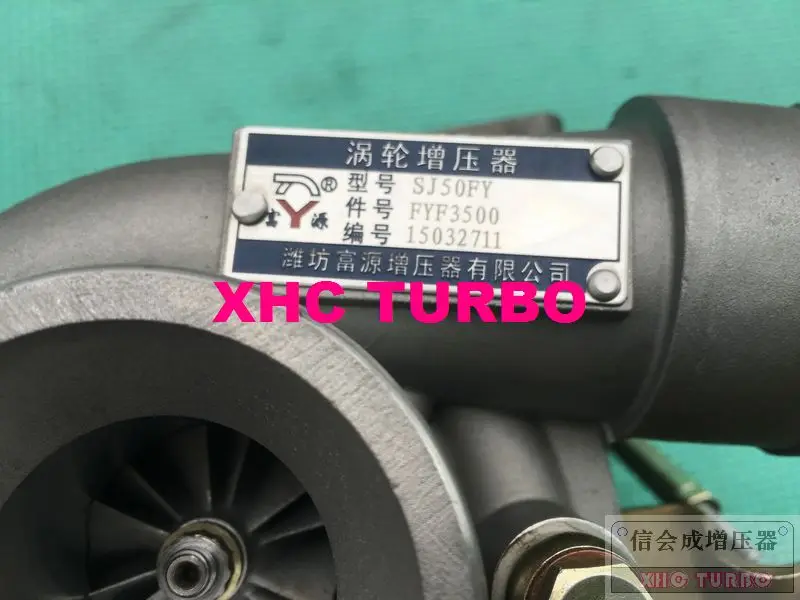 涡轮增压器
型号 SJ50FY
件号 FYF3500
编号 15032711
富Y源 ®
潍坊富源增压器有限公司
XHC TURBO
信会成增压器
XHC TURBO